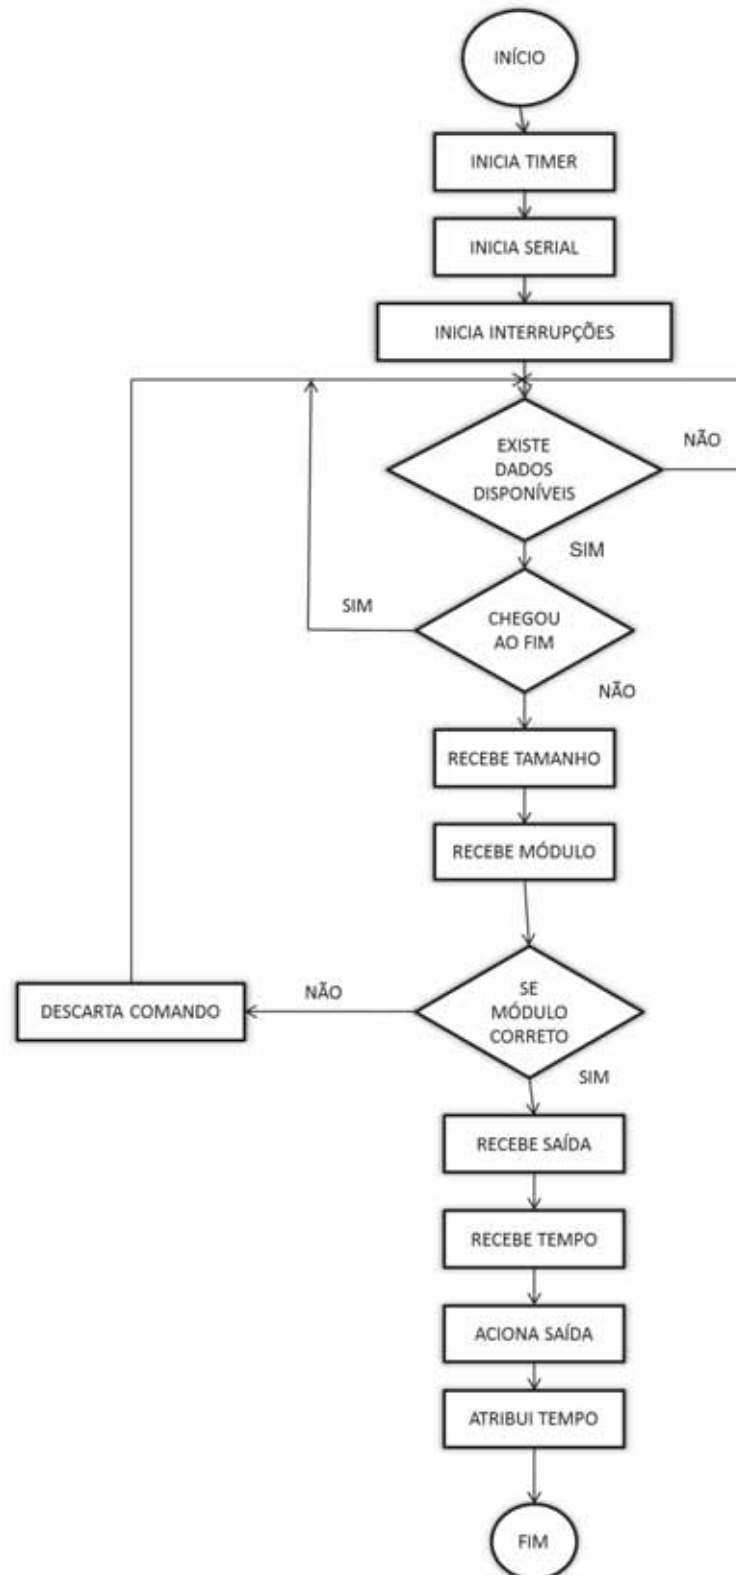 INÍCIO
INICIA TIMER
INICIA SERIAL
INICIA INTERRUPÇÕES
EXISTE
DADOS
DISPONÍVEIS
NÃO
SIM
CHEGOU
AO FIM
SIM
NÃO
RECEBE TAMANHO
RECEBE MÓDULO
SE
MÓDULO
CORRETO
NÃO
DESCARTA COMANDO
SIM
RECEBE SAÍDA
RECEBE TEMPO
ACIONA SAÍDA
ATRIBUI TEMPO
FIM